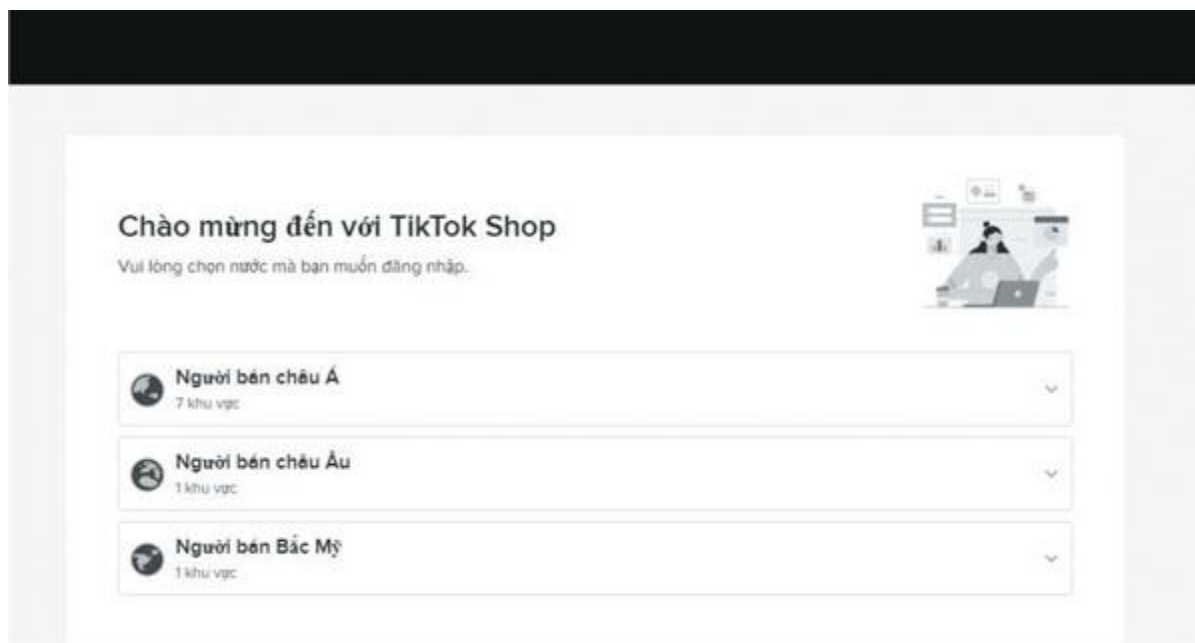 Chào mừng đến với TikTok Shop
Vui lòng chọn nước mà bạn muốn đăng nhập.
Người bán châu Á
7 khu vực
Người bán châu Âu
1 khu vực
Người bán Bắc Mỹ
1 khu vực